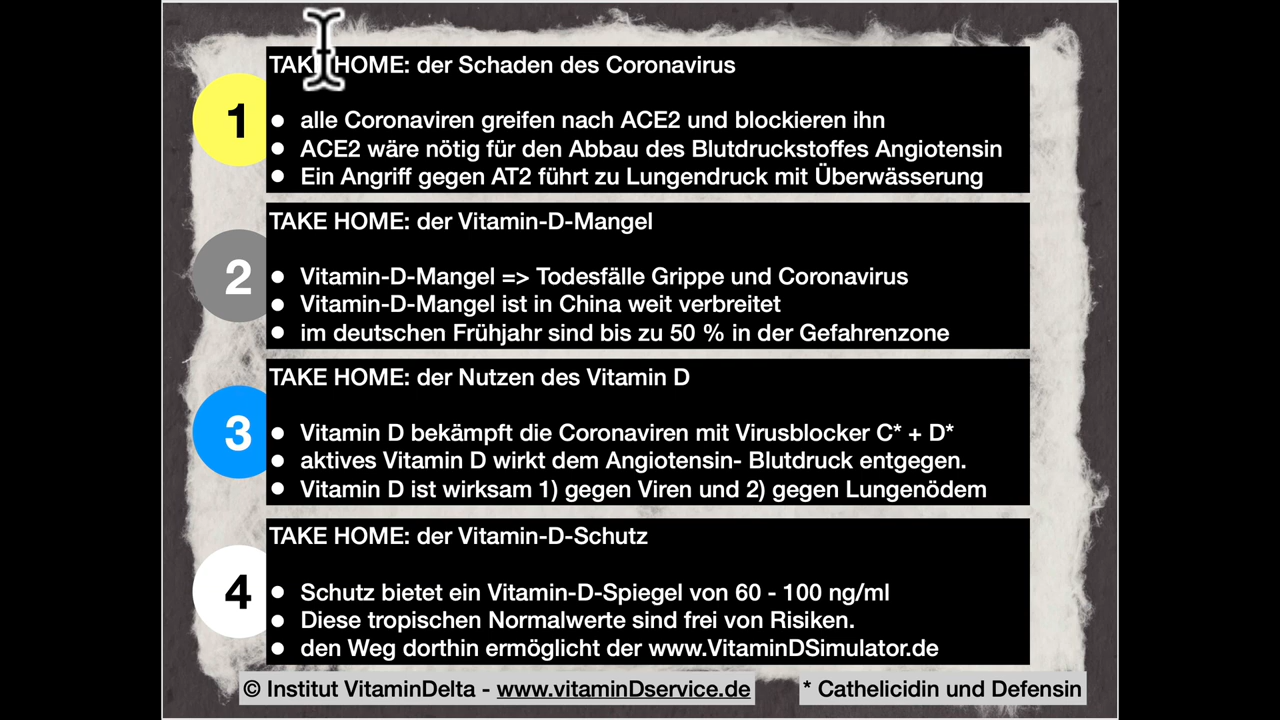 TAKE HOME: der Schaden des Coronavirus
1
● alle Coronaviren greifen nach ACE2 und blockieren ihn
● ACE2 wäre nötig für den Abbau des Blutdruckstoffes Angiotensin
● Ein Angriff gegen AT2 führt zu Lungendruck mit Überwässerung
TAKE HOME: der Vitamin-D-Mangel
2
● Vitamin-D-Mangel => Todesfälle Grippe und Coronavirus
● Vitamin-D-Mangel ist in China weit verbreitet
● im deutschen Frühjahr sind bis zu 50 % in der Gefahrenzone
TAKE HOME: der Nutzen des Vitamin D
3
● Vitamin D bekämpft die Coronaviren mit Virusblocker C* + D*
● aktives Vitamin D wirkt dem Angiotensin- Blutdruck entgegen.
● Vitamin D ist wirksam 1) gegen Viren und 2) gegen Lungenödem
TAKE HOME: der Vitamin-D-Schutz
4
● Schutz bietet ein Vitamin-D-Spiegel von 60 - 100 ng/ml
● Diese tropischen Normalwerte sind frei von Risiken.
● den Weg dorthin ermöglicht der www.VitaminDSimulator.de
© Institut VitaminDelta - www.vitaminDservice.de
* Cathelicidin und Defensin